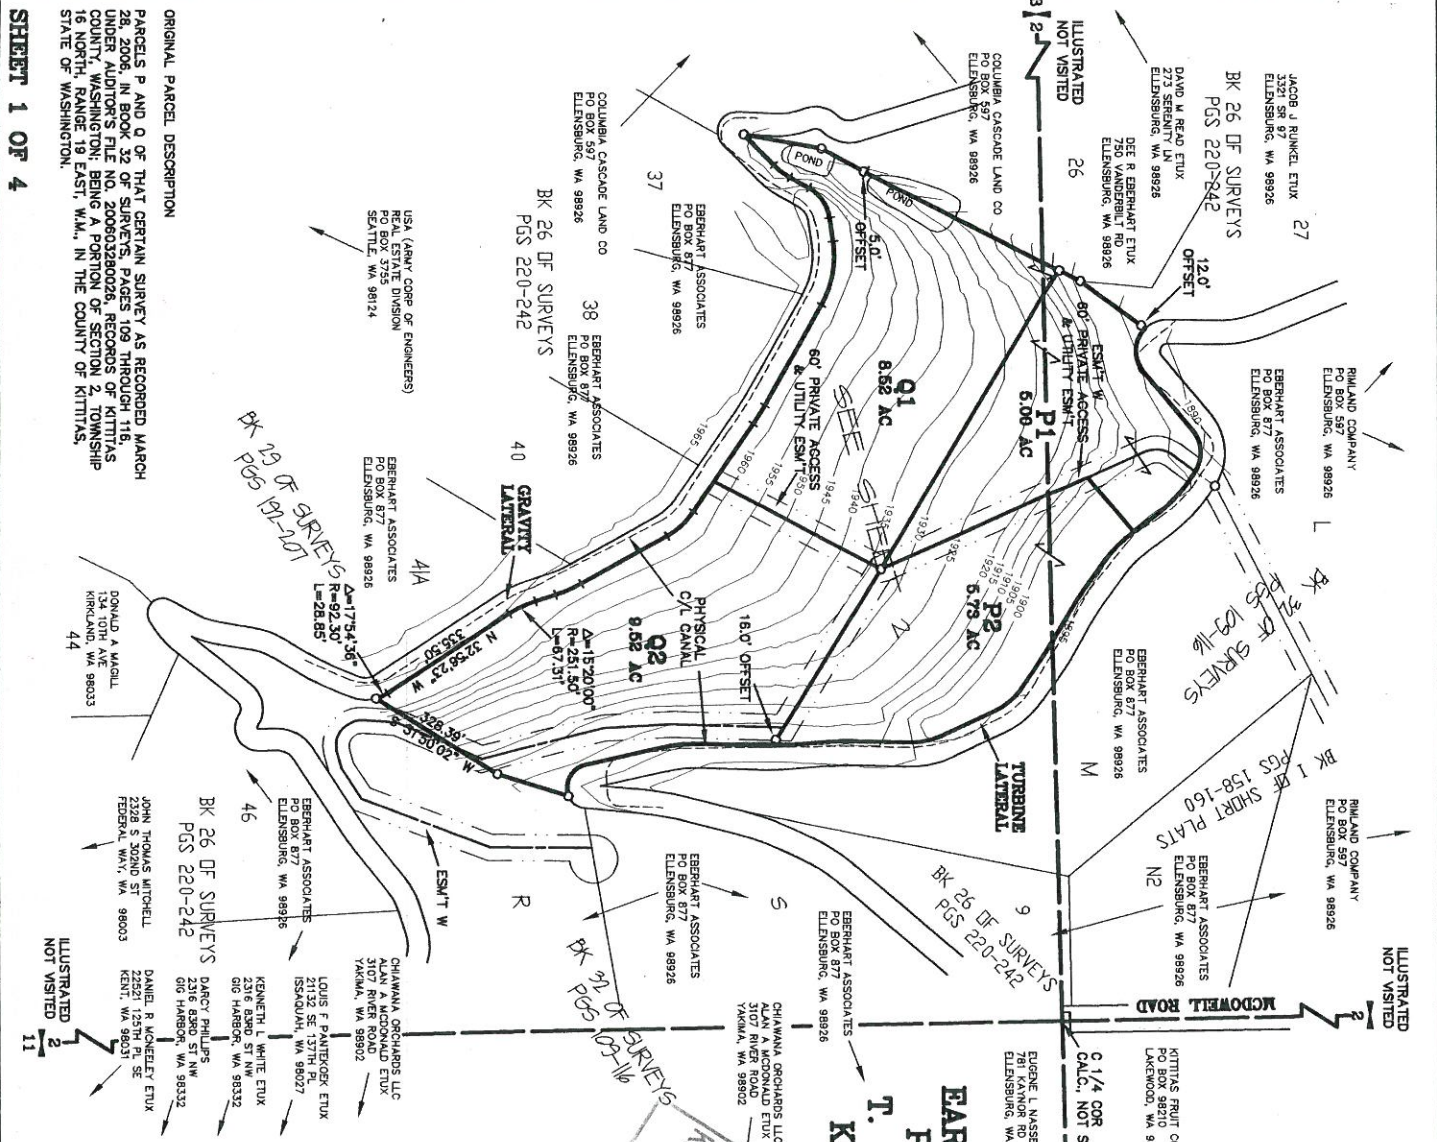 ILLUSTRATED
NOT VISITED
3 2
JACOB J RUNKEL ETUX
3321 SR 97
ELLENSBURG, WA 98926
27
BK 26 OF SURVEYS
PGS 220-242
DAVID M READ ETUX
273 SERENITY LN
ELLENSBURG, WA 98926
DEE R EBERHART ETUX
750 VANDERBILT RD
ELLENSBURG, WA 98926
26
COLUMBIA CASCADE LAND CO
PO BOX 597
ELLENSBURG, WA 98926
12.0'
OFFSET
RIMLAND COMPANY
PO BOX 597
ELLENSBURG, WA 98926
EBERHART ASSOCIATES
PO BOX 877
ELLENSBURG, WA 98926
L
BK 32 OF SURVEYS
PGS 109-116
EBERHART ASSOCIATES
PO BOX 877
ELLENSBURG, WA 98926
M
BK I OF SHORT PLATS
PGS 158-160
RIMLAND COMPANY
PO BOX 597
ELLENSBURG, WA 98926
EBERHART ASSOCIATES
PO BOX 877
ELLENSBURG, WA 98926
N2
ILLUSTRATED
NOT VISITED
2
MCDOWELL ROAD
9
BK 26 OF SURVEYS
PGS 220-242
KITTITAS FRUIT
PO BOX 98210
LAKEWOOD, WA
C 1/4 COR
CALC, NOT
EUGENE L
781 KAYNOR RD
ELLENSBURG, WA
POND
POND
5.0'
OFFSET
ESM'T W
60' PRIVATE ACCESS
& UTILITY ESM'T
P1
5.00 AC
P2
5.73 AC
Q1
8.52 AC
SEE SHEET 2
60' PRIVATE ACCESS
& UTILITY ESM'T
1890
1895
1900
1905
1910
1915
1920
1925
1930
1935
1940
1945
1950
1955
1960
1965
Q2
9.52 AC
16.0' OFFSET
PHYSICAL
C/L CANAL
TURBINE
LATERAL
GRAVITY
LATERAL
Δ=15°20'00"
R=251.50'
L=67.31'
N 32°56'23" W
335.50'
Δ=17°54'36"
R=92.30'
L=28.85'
328.39'
S 31°50'02" W
COLUMBIA CASCADE LAND CO
PO BOX 597
ELLENSBURG, WA 98926
37
EBERHART ASSOCIATES
PO BOX 877
ELLENSBURG, WA 98926
BK 26 OF SURVEYS
PGS 220-242
38
EBERHART ASSOCIATES
PO BOX 877
ELLENSBURG, WA 98926
40
USA (ARMY CORP OF ENGINEERS)
REAL ESTATE DIVISION
PO BOX 3755
SEATTLE, WA 98124
EBERHART ASSOCIATES
PO BOX 877
ELLENSBURG, WA 98926
41A
BK 29 OF SURVEYS
PGS 192-207
DONALD A MAGILL
134 10TH AVE
KIRKLAND, WA 98033
44
46
EBERHART ASSOCIATES
PO BOX 877
ELLENSBURG, WA 98926
BK 26 OF SURVEYS
PGS 220-242
JOHN THOMAS MITCHELL
2328 S 302ND ST
FEDERAL WAY, WA 98003
ESM'T W
R
S
EBERHART ASSOCIATES
PO BOX 877
ELLENSBURG, WA 98926
EBERHART ASSOCIATES
PO BOX 877
ELLENSBURG, WA 98926
BK 32 OF SURVEYS
PGS 109-116
CHIAWANA ORCHARDS LLC
ALAN A MCDONALD ETUX
3107 RIVER ROAD
YAKIMA, WA 98902
CHIAWANA ORCHARDS LLC
ALAN A MCDONALD ETUX
3107 RIVER ROAD
YAKIMA, WA 98902
LOUIS F PANTEKOEK ETUX
21132 SE 137TH PL
ISSAQUAH, WA 98027
KENNETH L WHITE ETUX
2316 83RD ST NW
GIG HARBOR, WA 98332
DARCY PHILLIPS
2316 83RD ST NW
GIG HARBOR, WA 98332
DANIEL R MCNEELEY ETUX
22521 125TH PL SE
KENT, WA 98031
ILLUSTRATED
NOT VISITED
2
11
T.
ORIGINAL PARCEL DESCRIPTION
PARCELS P AND Q OF THAT CERTAIN SURVEY AS RECORDED MARCH
28, 2006, IN BOOK 32 OF SURVEYS, PAGES 109 THROUGH 116,
UNDER AUDITOR'S FILE NO. 200603280026, RECORDS OF KITTITAS
COUNTY, WASHINGTON; BEING A PORTION OF SECTION 2, TOWNSHIP
16 NORTH, RANGE 19 EAST, W.M., IN THE COUNTY OF KITTITAS,
STATE OF WASHINGTON.
SHEET 1 OF 4